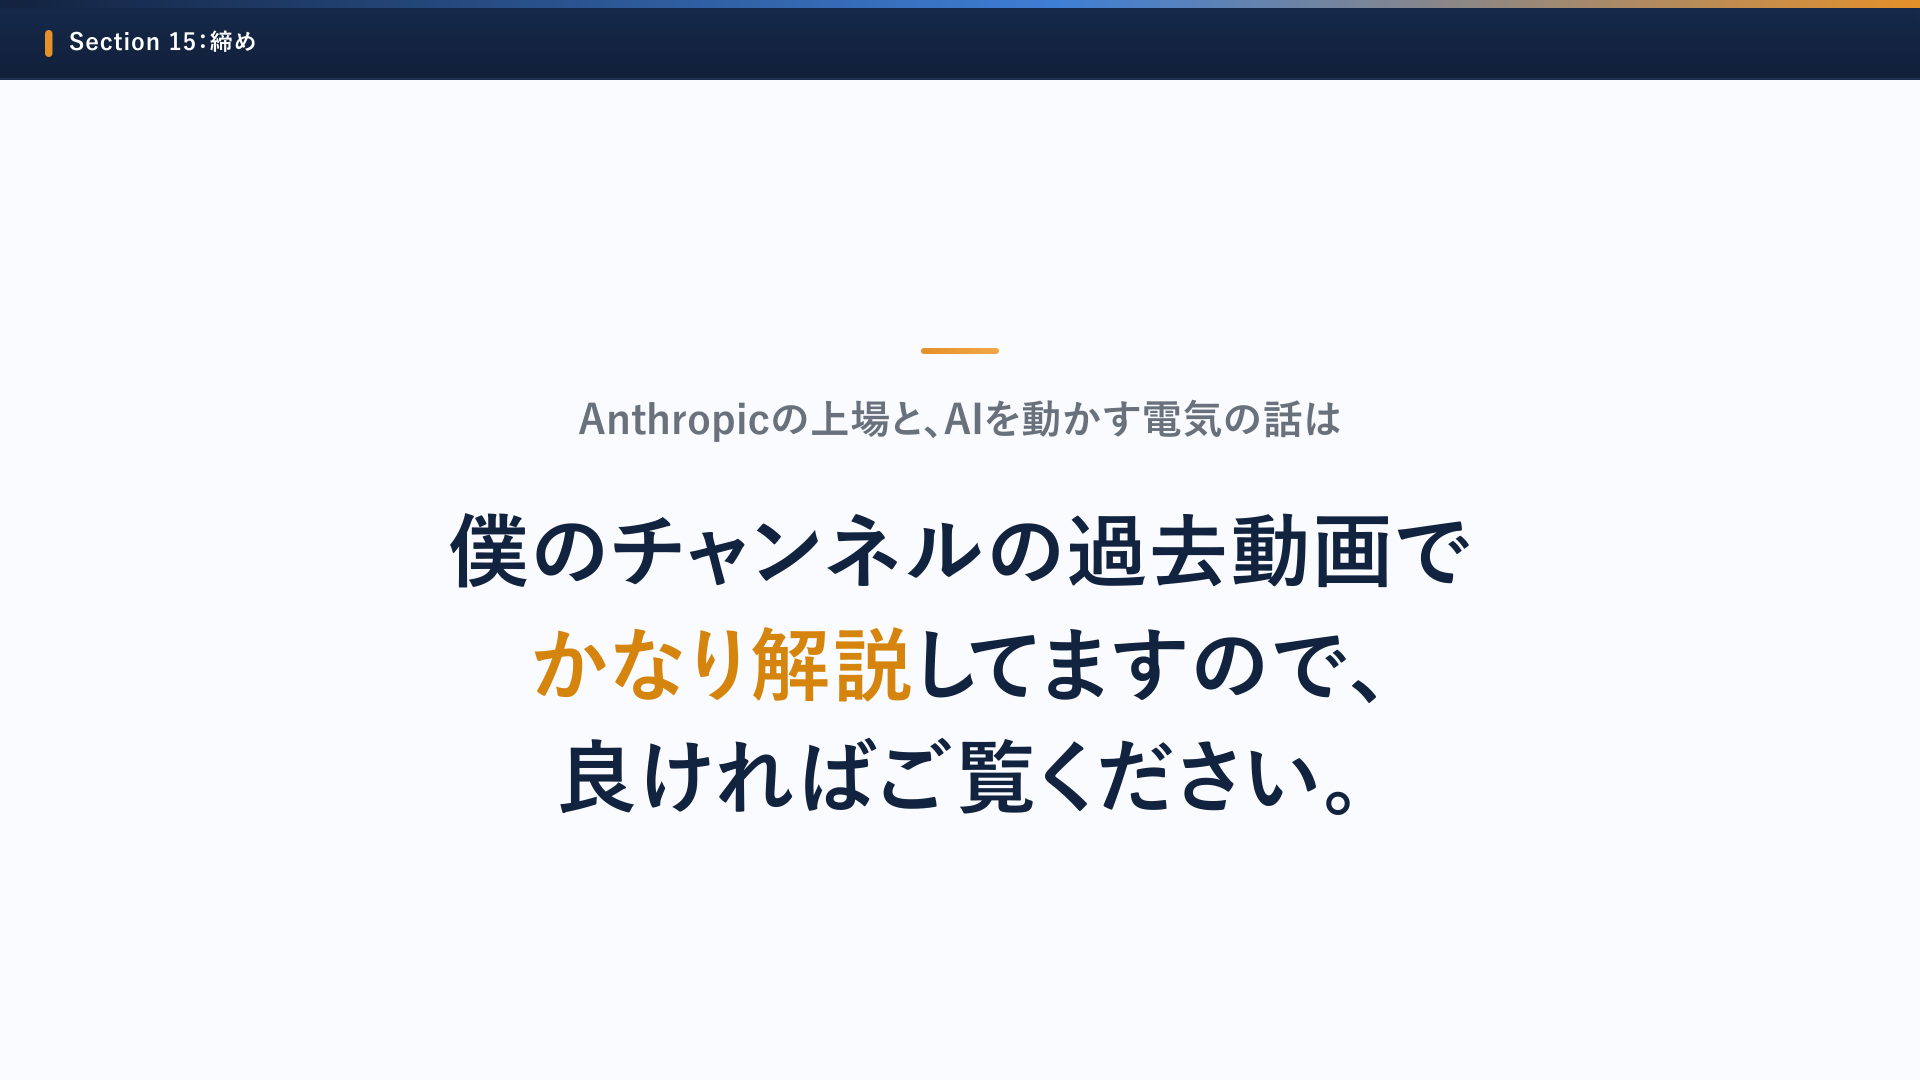 Section 15：締め
Anthropicの上場と、AIを動かす電気の話は
僕のチャンネルの過去動画で
かなり解説してますので、
良ければご覧ください。